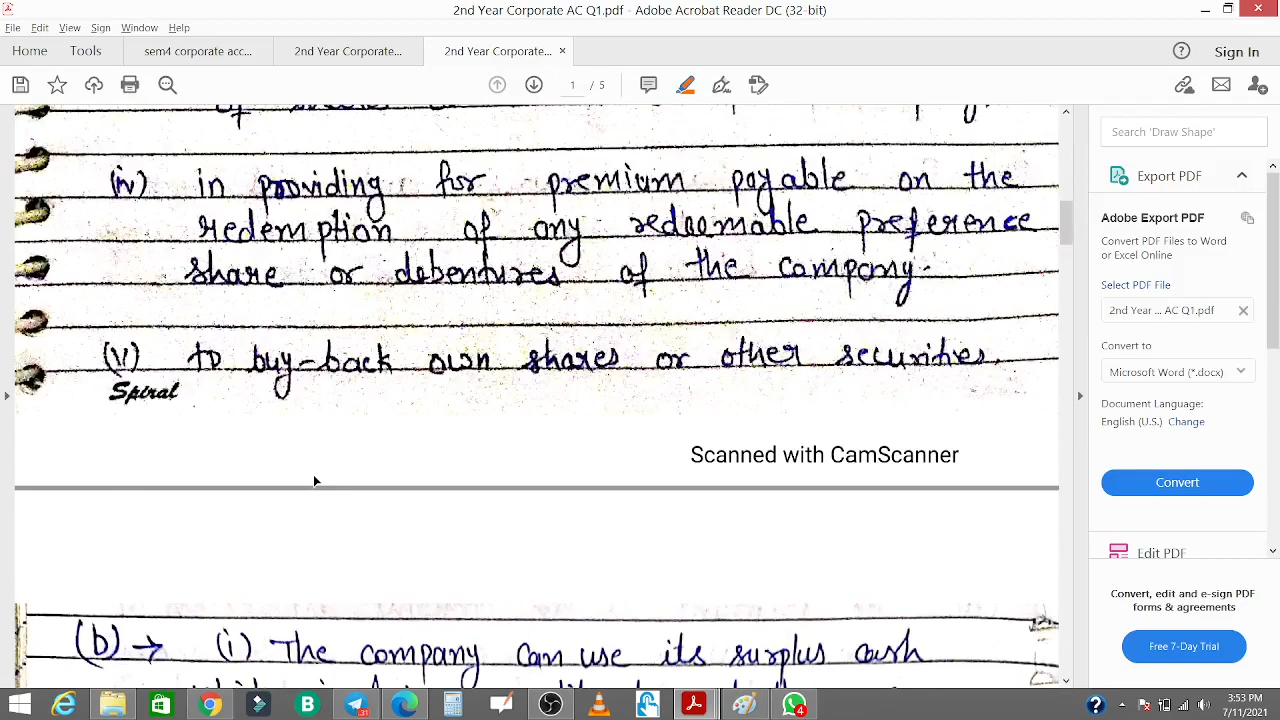 2nd Year Corporate AC Q1.pdf - Adobe Acrobat Reader DC (32-bit)
File Edit View Sign Window Help
Home Tools sem4 corporate acc... 2nd Year Corporate... 2nd Year Corporate... × Sign In
1 / 5
Search 'Draw Shape'
(iv) in providing for premium payable on the
redemption of any redeemable preference
share or debentures of the company.
(v) to buy-back own shares or other securities.
Spiral
Scanned with CamScanner
(b) → (i) The company can use its surplus cash
Export PDF
Adobe Export PDF
Convert PDF Files to Word
or Excel Online
Select PDF File
2nd Year ... AC Q1.pdf
Convert to
Microsoft Word (*.docx)
Document Language:
English (U.S.) Change
Convert
Edit PDF
Convert, edit and e-sign PDF
forms & agreements
Free 7-Day Trial
31
B
4
3:53 PM
7/11/2021